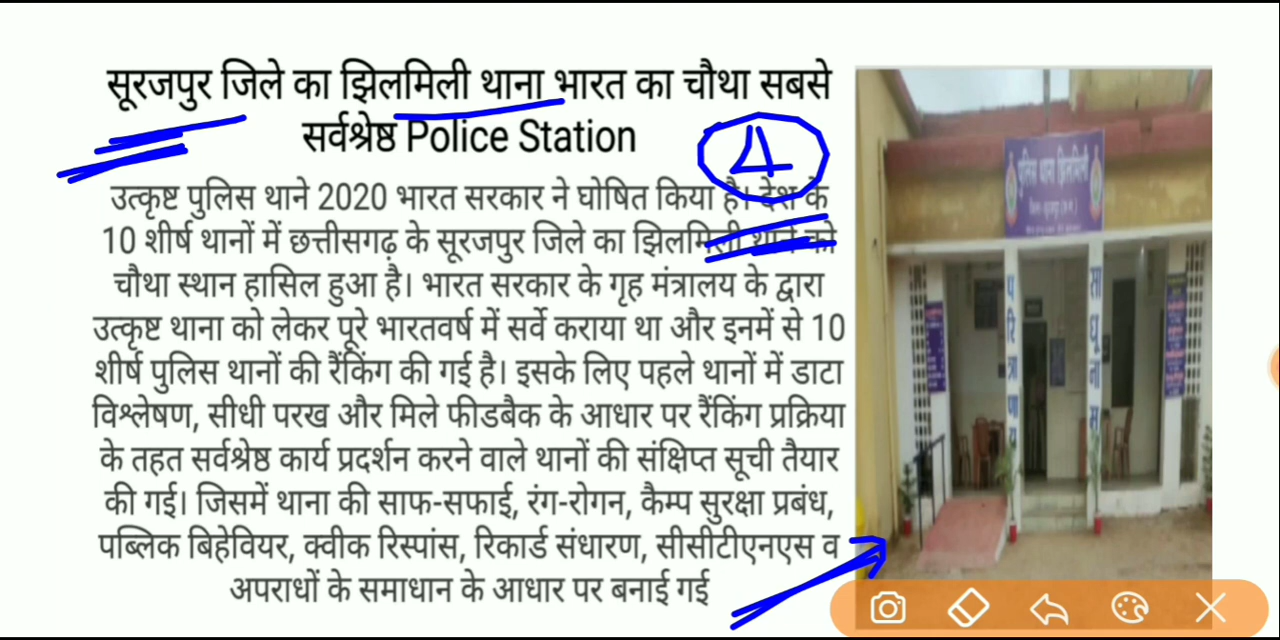 सूरजपुर जिले का झिलमिली थाना भारत का चौथा सबसे
सर्वश्रेष्ठ Police Station
4
उत्कृष्ट पुलिस थाने 2020 भारत सरकार ने घोषित किया है। देश के
10 शीर्ष थानों में छत्तीसगढ़ के सूरजपुर जिले का झिलमिली थाने को
चौथा स्थान हासिल हुआ है। भारत सरकार के गृह मंत्रालय के द्वारा
उत्कृष्ट थाना को लेकर पूरे भारतवर्ष में सर्वे कराया था और इनमें से 10
शीर्ष पुलिस थानों की रैंकिंग की गई है। इसके लिए पहले थानों में डाटा
विश्लेषण, सीधी परख और मिले फीडबैक के आधार पर रैंकिंग प्रक्रिया
के तहत सर्वश्रेष्ठ कार्य प्रदर्शन करने वाले थानों की संक्षिप्त सूची तैयार
की गई। जिसमें थाना की साफ-सफाई, रंग-रोगन, कैम्प सुरक्षा प्रबंध,
पब्लिक बिहेवियर, क्वीक रिस्पांस, रिकार्ड संधारण, सीसीटीएनएस व
अपराधों के समाधान के आधार पर बनाई गई
पुलिस थाना झिलमिली
परित्राणाय
साधूनाम